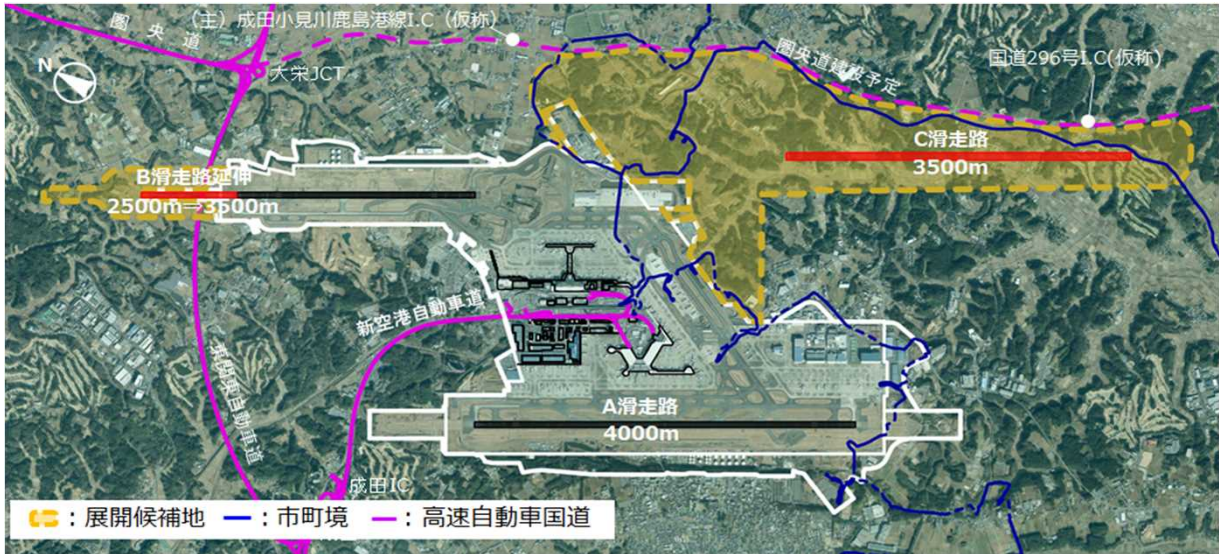 （主）成田小見川鹿島港線I.C（仮称）
圏央道
大栄JCT
N
圏央道建設予定
国道296号I.C(仮称)
C滑走路
3500m
B滑走路延伸
2500m⇒3500m
新空港自動車道
東関東自動車道
A滑走路
4000m
成田IC
：展開候補地
：市町境
：高速自動車国道